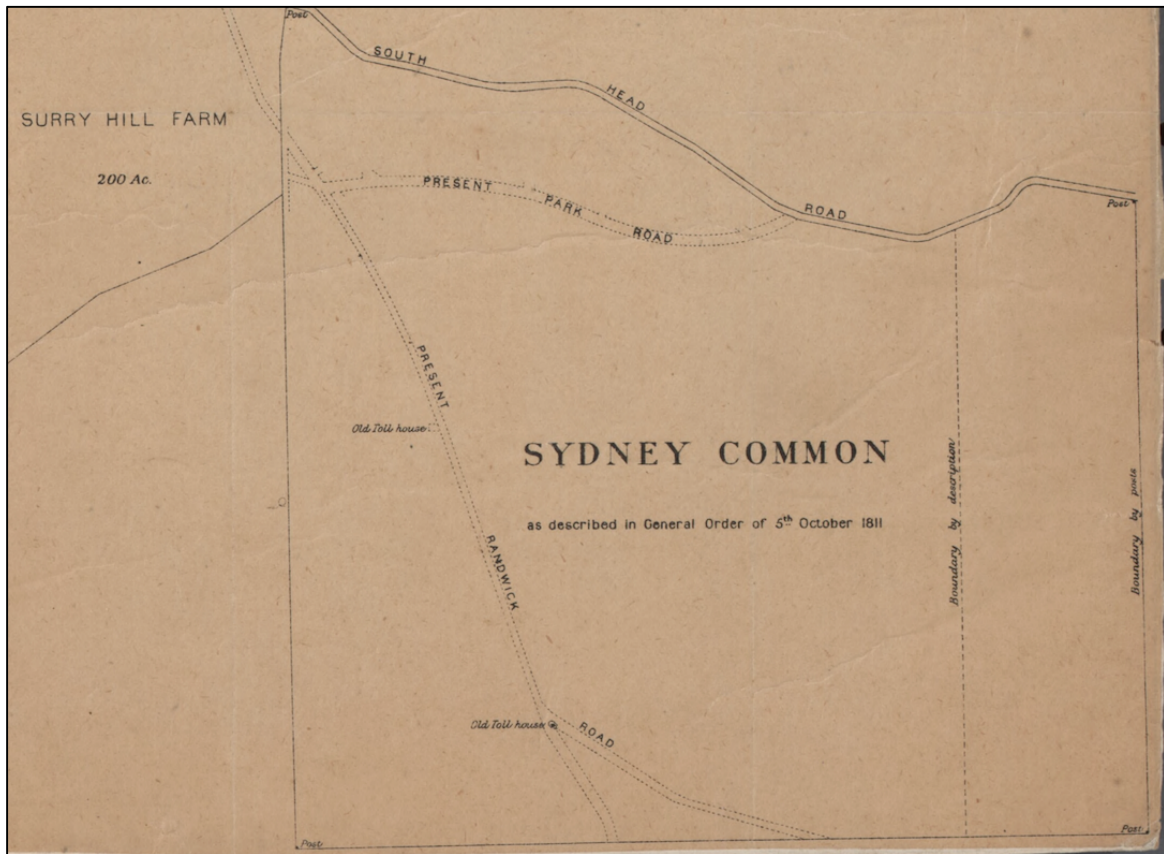 Post
SOUTH HEAD ROAD
SURRY HILL FARM
200 Ac.
PRESENT PARK ROAD
Post
PRESENT RANDWICK ROAD
Old Toll house
SYDNEY COMMON
as described in General Order of 5th October 1811
Boundary by description
Boundary by posts
Old Toll house
Post
Post